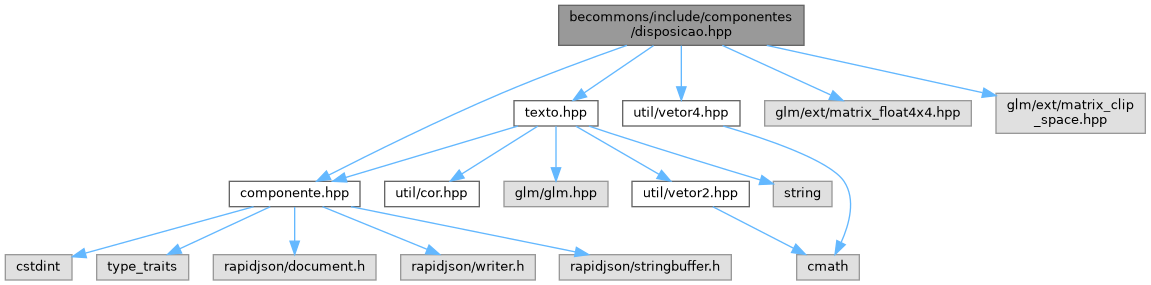 becommons/include/componentes
/disposicao.hpp
texto.hpp
util/vetor4.hpp
glm/ext/matrix_float4x4.hpp
glm/ext/matrix_clip
_space.hpp
componente.hpp
util/cor.hpp
glm/glm.hpp
util/vetor2.hpp
string
cstdint
type_traits
rapidjson/document.h
rapidjson/writer.h
rapidjson/stringbuffer.h
cmath